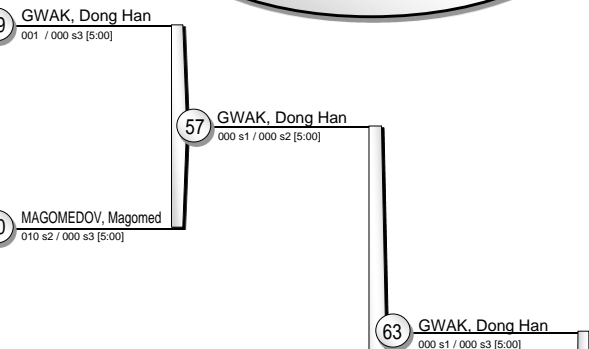 GWAK, Dong Han
001 / 000 s3 [5:00]
57
GWAK, Dong Han
000 s1 / 000 s2 [5:00]
MAGOMEDOV, Magomed
010 s2 / 000 s3 [5:00]
63
GWAK, Dong Han
000 s1 / 000 s3 [5:00]